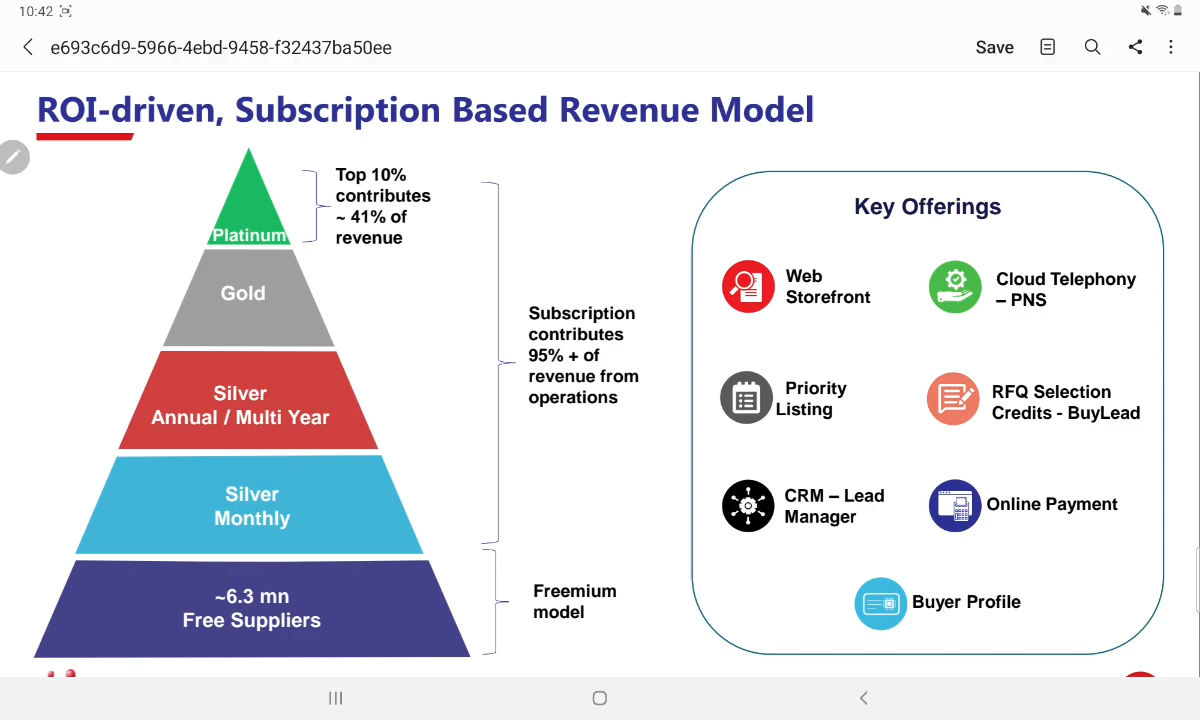 10:42
e693c6d9-5966-4ebd-9458-f32437ba50ee
Save
ROI-driven, Subscription Based Revenue Model
Platinum
Gold
Silver
Annual / Multi Year
Silver
Monthly
~6.3 mn
Free Suppliers
Top 10%
contributes
~ 41% of
revenue
Subscription
contributes
95% + of
revenue from
operations
Freemium
model
Key Offerings
Web
Storefront
Cloud Telephony
– PNS
Priority
Listing
RFQ Selection
Credits - BuyLead
CRM – Lead
Manager
Online Payment
Buyer Profile